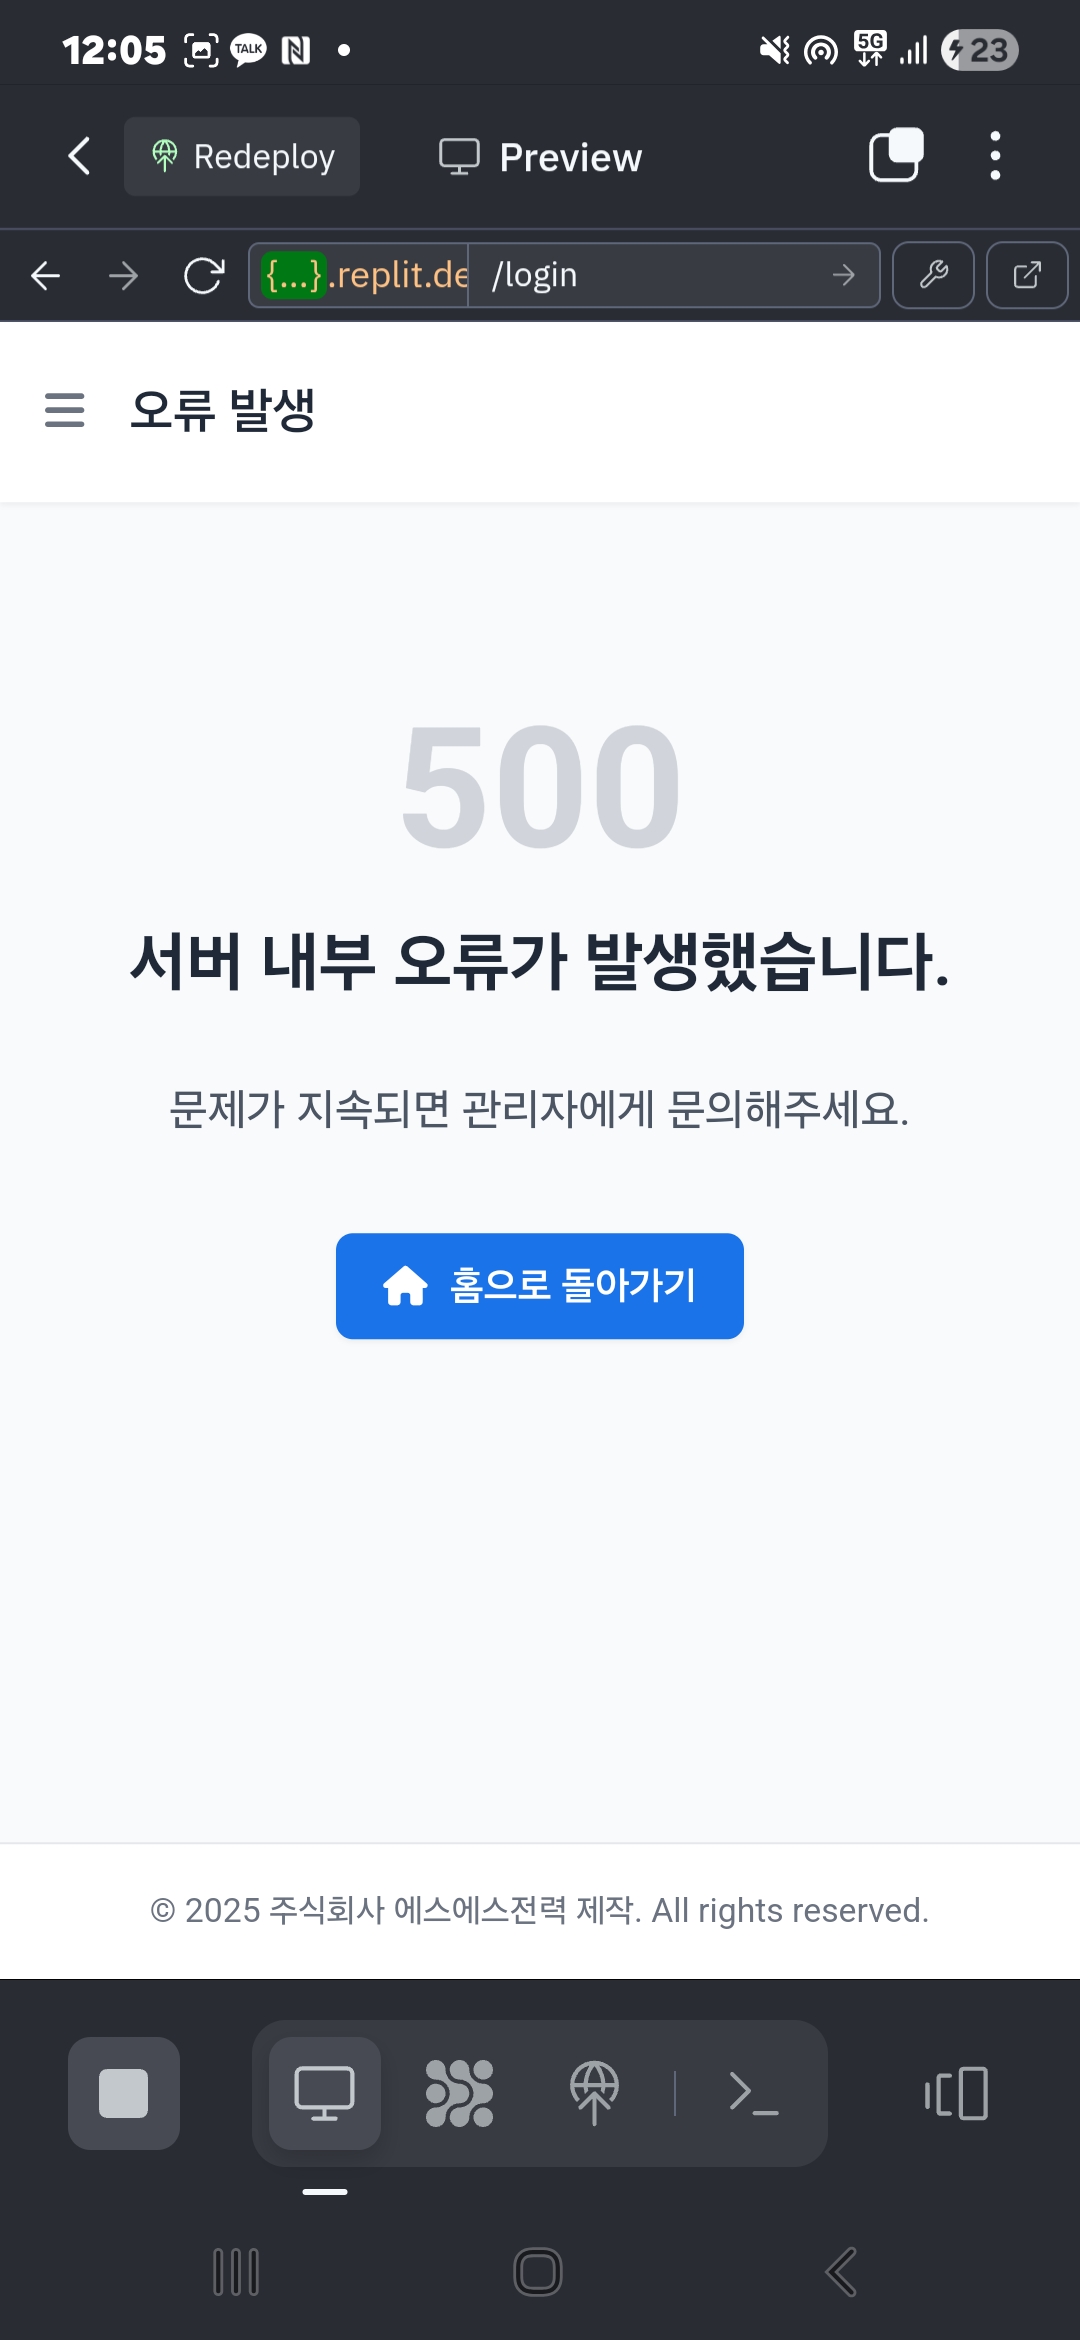 12:05 TALK N 5G 23
Redeploy Preview
{...}.replit.de /login
오류 발생
500
서버 내부 오류가 발생했습니다.
문제가 지속되면 관리자에게 문의해주세요.
홈으로 돌아가기
© 2025 주식회사 에스에스전력 제작. All rights reserved.